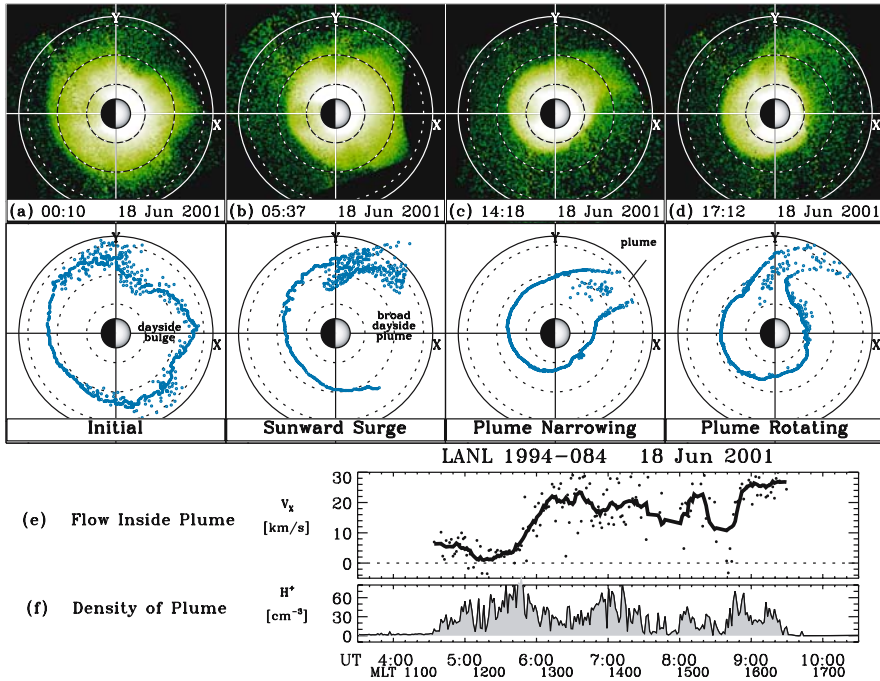 Y
Y
Y
Y
X
X
X
X
(a) 00:10 18 Jun 2001
(b) 05:37 18 Jun 2001
(c) 14:18 18 Jun 2001
(d) 17:12 18 Jun 2001
Y
Y
Y
Y
plume
dayside
bulge
broad
dayside
plume
X
X
X
X
Initial
Sunward Surge
Plume Narrowing
Plume Rotating
LANL 1994-084 18 Jun 2001
(e) Flow Inside Plume
Vx
[km/s]
30
20
10
0
(f) Density of Plume
H+
[cm-3]
60
30
0
UT 4:00 5:00 6:00 7:00 8:00 9:00 10:00
MLT 1100 1200 1300 1400 1500 1600 1700